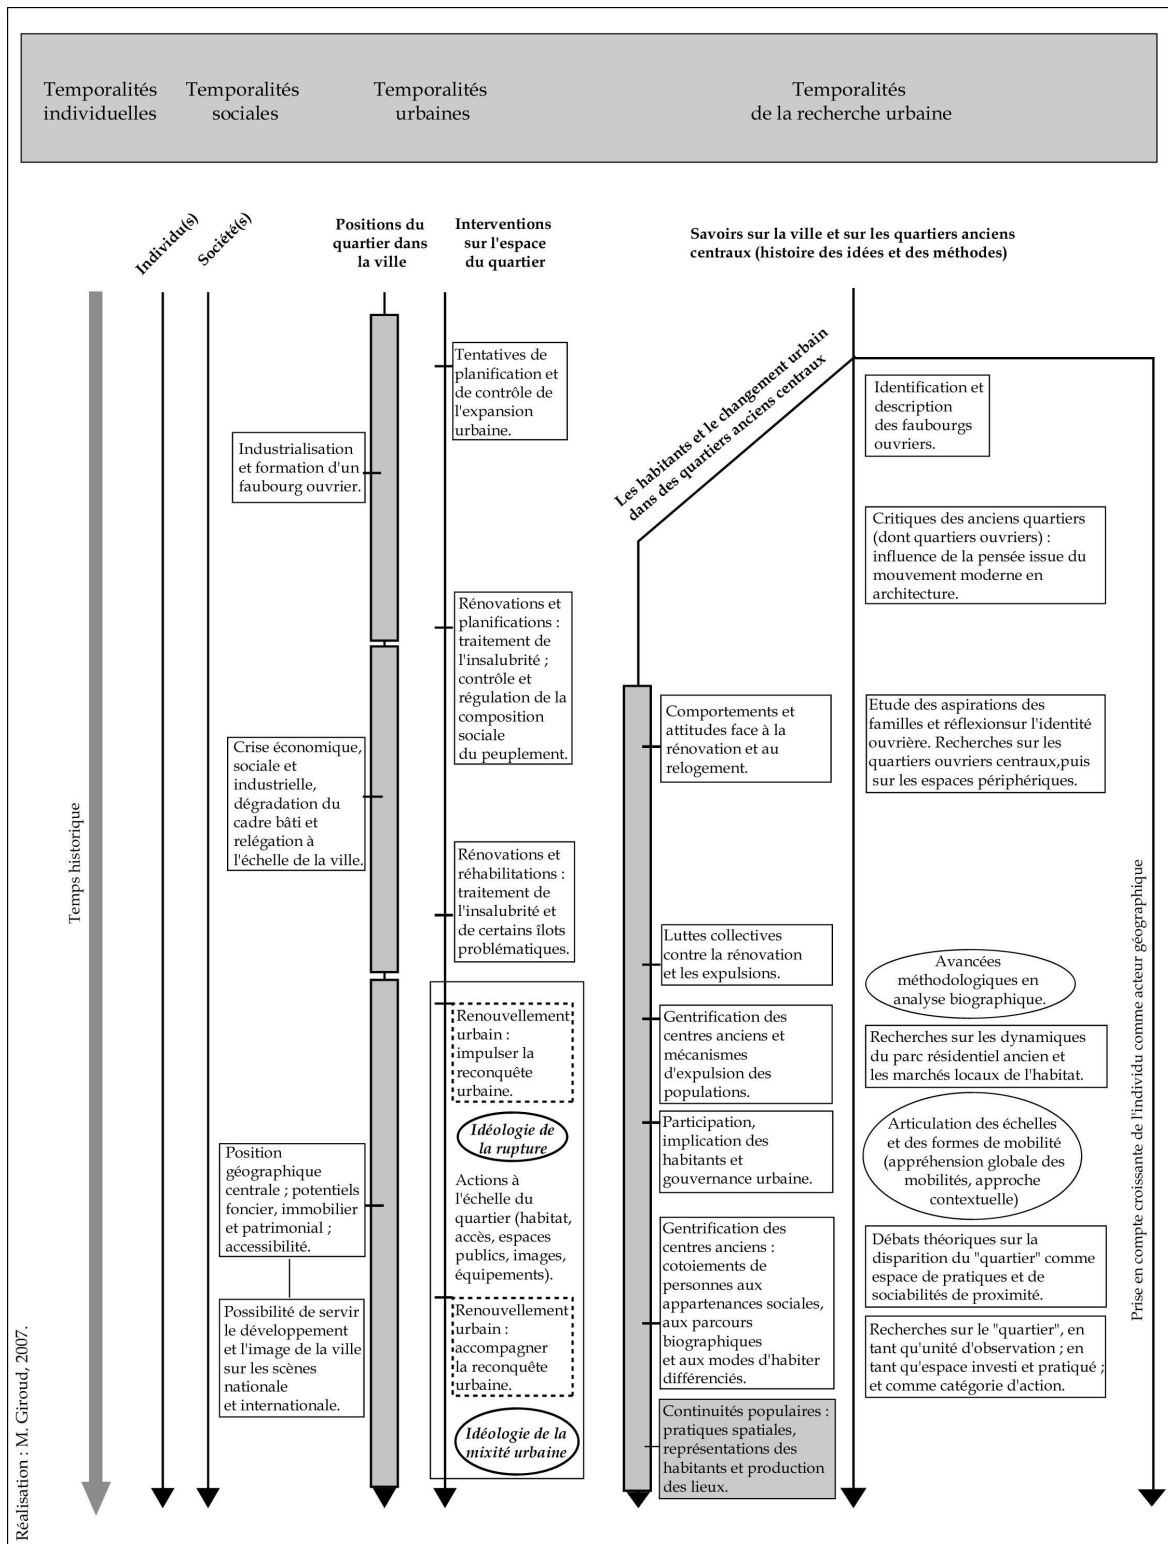 Temporalités
individuelles
Temporalités
sociales
Temporalités
urbaines
Temporalités
de la recherche urbaine
Individu(s)
Société(s)
Positions du
quartier dans
la ville
Interventions
sur l'espace
du quartier
Savoirs sur la ville et sur les quartiers anciens
centraux (histoire des idées et des méthodes)
Temps historique
Industrialisation
et formation d'un
faubourg ouvrier.
Crise économique,
sociale et
industrielle,
dégradation du
cadre bâti et
relégation à
l'échelle de la ville.
Position
géographique
centrale ; potentiels
foncier, immobilier
et patrimonial ;
accessibilité.
Possibilité de servir
le développement
et l'image de la ville
sur les scènes
nationale
et internationale.
Tentatives de
planification et
de contrôle de
l'expansion
urbaine.
Rénovations et
planifications :
traitement de
l'insalubrité ;
contrôle et
régulation de la
composition
sociale
du peuplement.
Rénovations et
réhabilitations :
traitement de
l'insalubrité et
de certains îlots
problématiques.
Renouvellement
urbain :
impulser la
reconquête
urbaine.
Idéologie de
la rupture
Actions à
l'échelle du
quartier (habitat,
accès, espaces
publics, images,
équipements).
Renouvellement
urbain :
accompagner
la reconquête
urbaine.
Idéologie de la
mixité urbaine
Les habitants et le changement urbain
dans des quartiers anciens centraux
Comportements et
attitudes face à la
rénovation et au
relogement.
Luttes collectives
contre la rénovation
et les expulsions.
Gentrification des
centres anciens et
mécanismes
d'expulsion des
populations.
Participation,
implication des
habitants et
gouvernance urbaine.
Gentrification des
centres anciens :
cotoiements de
personnes aux
appartenances sociales,
aux parcours
biographiques
et aux modes d'habiter
différenciés.
Continuités populaires :
pratiques spatiales,
représentations des
habitants et production
des lieux.
Identification et
description
des faubourgs
ouvriers.
Critiques des anciens quartiers
(dont quartiers ouvriers) :
influence de la pensée issue du
mouvement moderne en
architecture.
Etude des aspirations des
familles et réflexionsur l'identité
ouvrière. Recherches sur les
quartiers ouvriers centraux,puis
sur les espaces périphériques.
Avancées
méthodologiques en
analyse biographique.
Recherches sur les dynamiques
du parc résidentiel ancien et
les marchés locaux de l'habitat.
Articulation des échelles
et des formes de mobilité
(appréhension globale des
mobilités, approche
contextuelle)
Débats théoriques sur la
disparition du "quartier" comme
espace de pratiques et de
sociabilités de proximité.
Recherches sur le "quartier", en
tant qu'unité d'observation ; en
tant qu'espace investi et pratiqué ;
et comme catégorie d'action.
Prise en compte croissante de l'individu comme acteur géographique
Réalisation : M. Giroud, 2007.